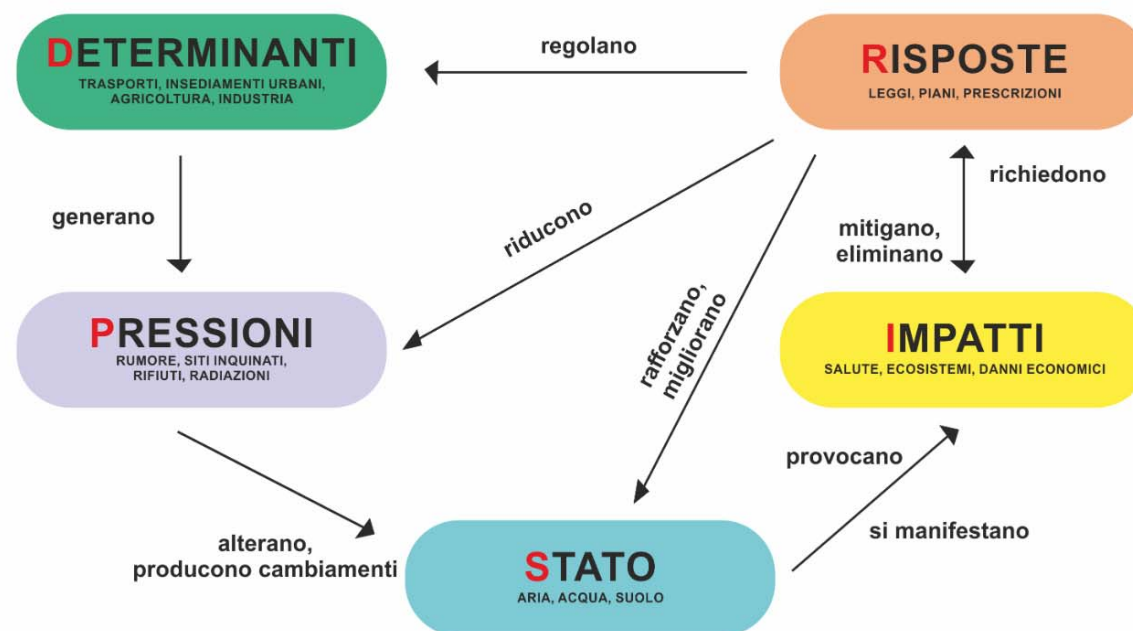 DETERMINANTI
TRASPORTI, INSEDIAMENTI URBANI,
AGRICOLTURA, INDUSTRIA
regolano
RISPOSTE
LEGGI, PIANI, PRESCRIZIONI
generano
riducono
rafforzano,
migliorano
richiedono
mitigano,
eliminano
PRESSIONI
RUMORE, SITI INQUINATI,
RIFIUTI, RADIAZIONI
IMPATTI
SALUTE, ECOSISTEMI, DANNI ECONOMICI
alterano,
producono cambiamenti
STATO
ARIA, ACQUA, SUOLO
provocano
si manifestano